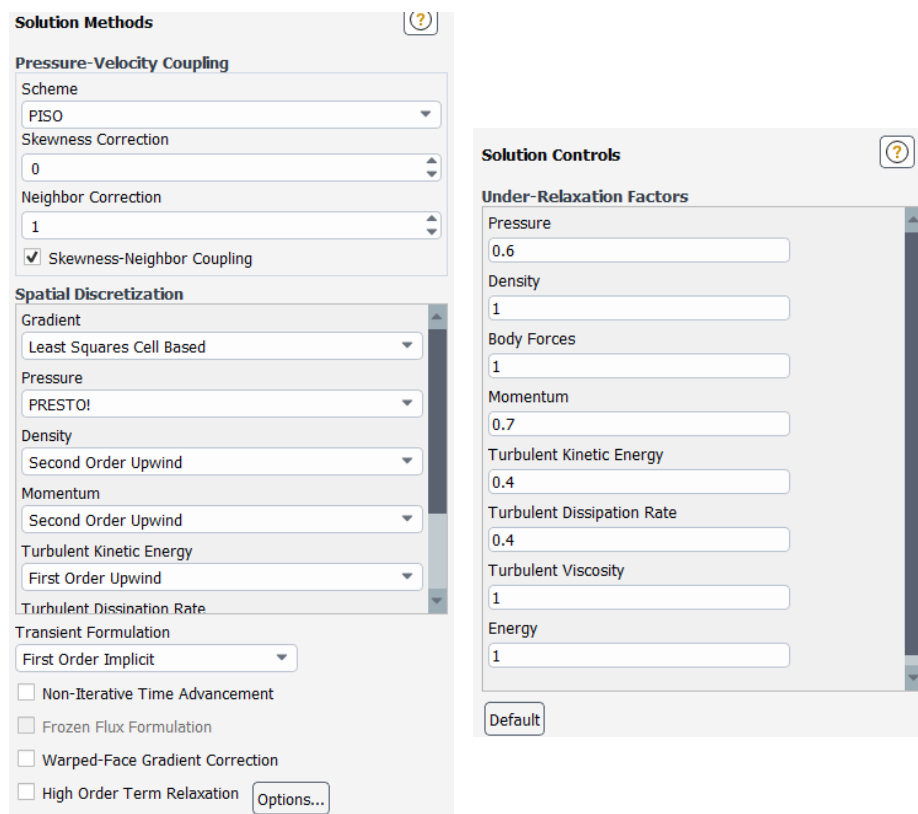 Solution Methods
?
Pressure-Velocity Coupling
Scheme
PISO
Skewness Correction
0
Neighbor Correction
1
Skewness-Neighbor Coupling
Spatial Discretization
Gradient
Least Squares Cell Based
Pressure
PRESTO!
Density
Second Order Upwind
Momentum
Second Order Upwind
Turbulent Kinetic Energy
First Order Upwind
Turbulent Dissipation Rate
Transient Formulation
First Order Implicit
Non-Iterative Time Advancement
Frozen Flux Formulation
Warped-Face Gradient Correction
High Order Term Relaxation Options...
Solution Controls
?
Under-Relaxation Factors
Pressure
0.6
Density
1
Body Forces
1
Momentum
0.7
Turbulent Kinetic Energy
0.4
Turbulent Dissipation Rate
0.4
Turbulent Viscosity
1
Energy
1
Default